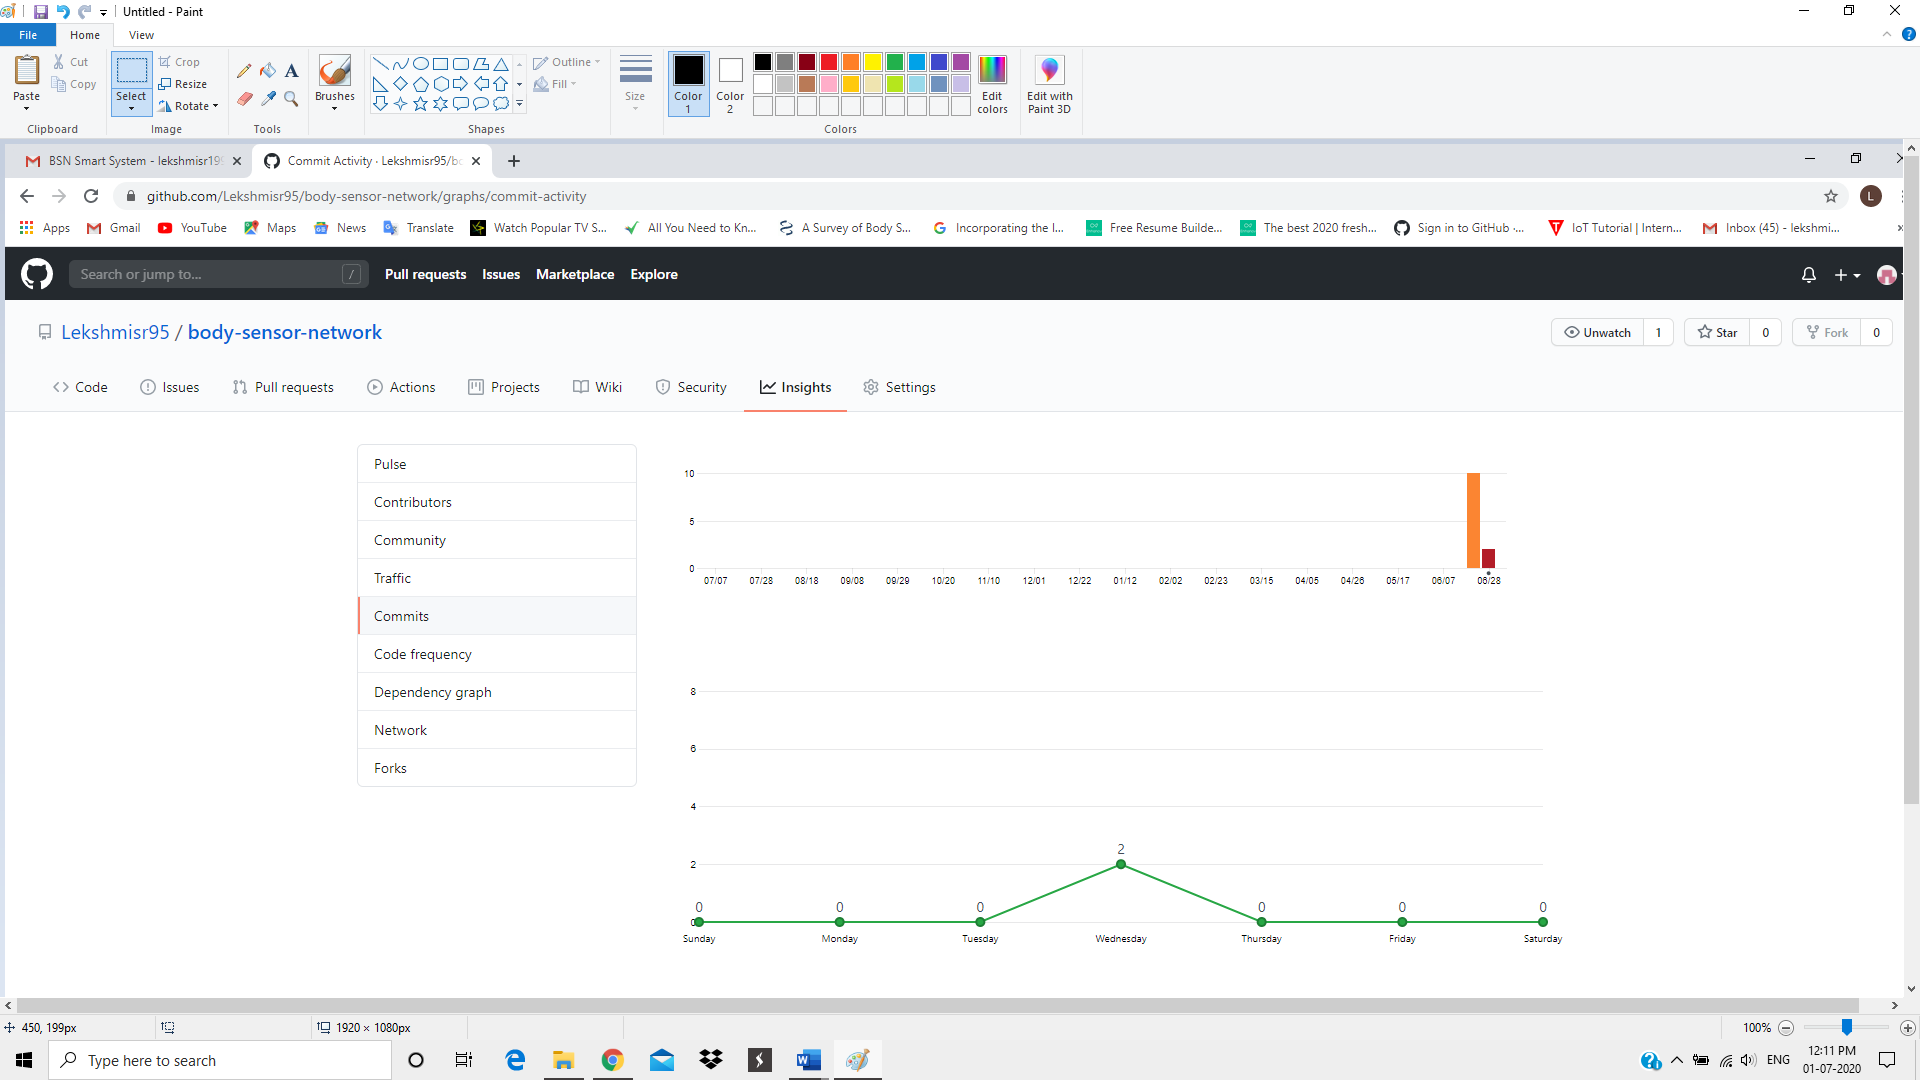 Untitled - Paint
File Home View
Paste Cut Copy
Clipboard
Select Crop Resize Rotate
Image
Tools
Brushes
Shapes
Outline
Fill
Size
Color 1
Color 2
Edit colors
Colors
Edit with Paint 3D
BSN Smart System - lekshmisr19
Commit Activity · Lekshmisr95/bo
github.com/Lekshmisr95/body-sensor-network/graphs/commit-activity
L
Apps Gmail YouTube Maps News Translate Watch Popular TV S... All You Need to Kn... A Survey of Body S... Incorporating the I... Free Resume Builde... The best 2020 fresh... Sign in to GitHub ·... IoT Tutorial | Intern... Inbox (45) - lekshmi...
Search or jump to... / Pull requests Issues Marketplace Explore
Lekshmisr95 / body-sensor-network
Unwatch 1 Star 0 Fork 0
Code Issues Pull requests Actions Projects Wiki Security Insights Settings
Pulse
Contributors
Community
Traffic
Commits
Code frequency
Dependency graph
Network
Forks
10
5
0
07/07 07/28 08/18 09/08 09/29 10/20 11/10 12/01 12/22 01/12 02/02 02/23 03/15 04/05 04/26 05/17 06/07 06/28
8
6
4
2
0
0 0 0 2 0 0 0
Sunday Monday Tuesday Wednesday Thursday Friday Saturday
450, 199px
1920 × 1080px
100%
Type here to search
ENG
12:11 PM
01-07-2020